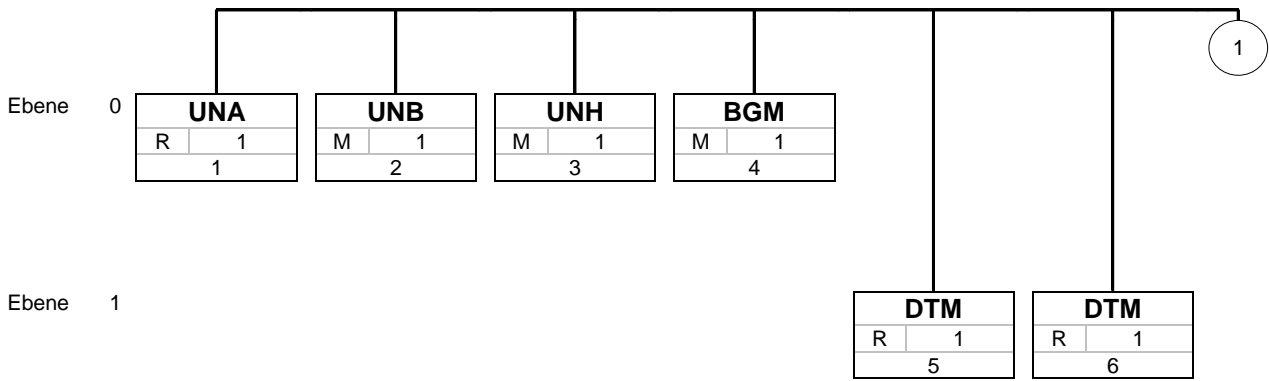 1
Ebene 0 UNA UNB UNH BGM
R 1 M 1 M 1 M 1
1 2 3 4
Ebene 1 DTM DTM
R 1 R 1
5 6